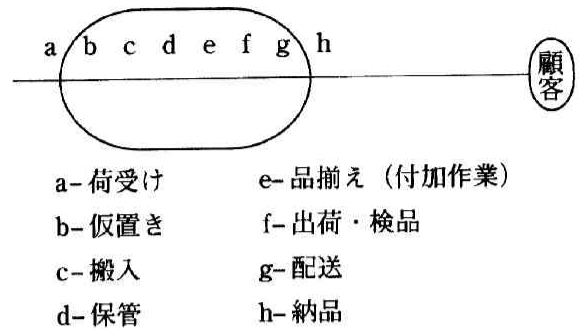 a b c d e f g h
顧客
a-荷受け
b-仮置き
c-搬入
d-保管
e-品揃え（付加作業）
f-出荷・検品
g-配送
h-納品